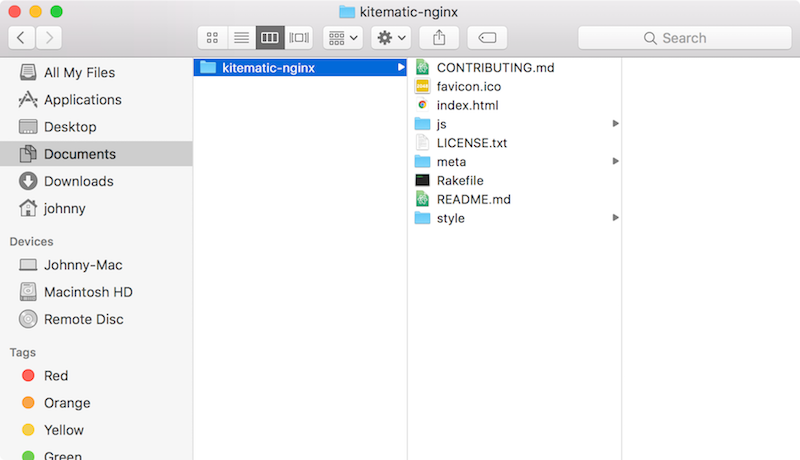 kitematic-nginx
Search
All My Files
Applications
Desktop
Documents
Downloads
johnny
Devices
Johnny-Mac
Macintosh HD
Remote Disc
Tags
Red
Orange
Yellow
Green
kitematic-nginx
CONTRIBUTING.md
favicon.ico
index.html
js
LICENSE.txt
meta
Rakefile
README.md
style